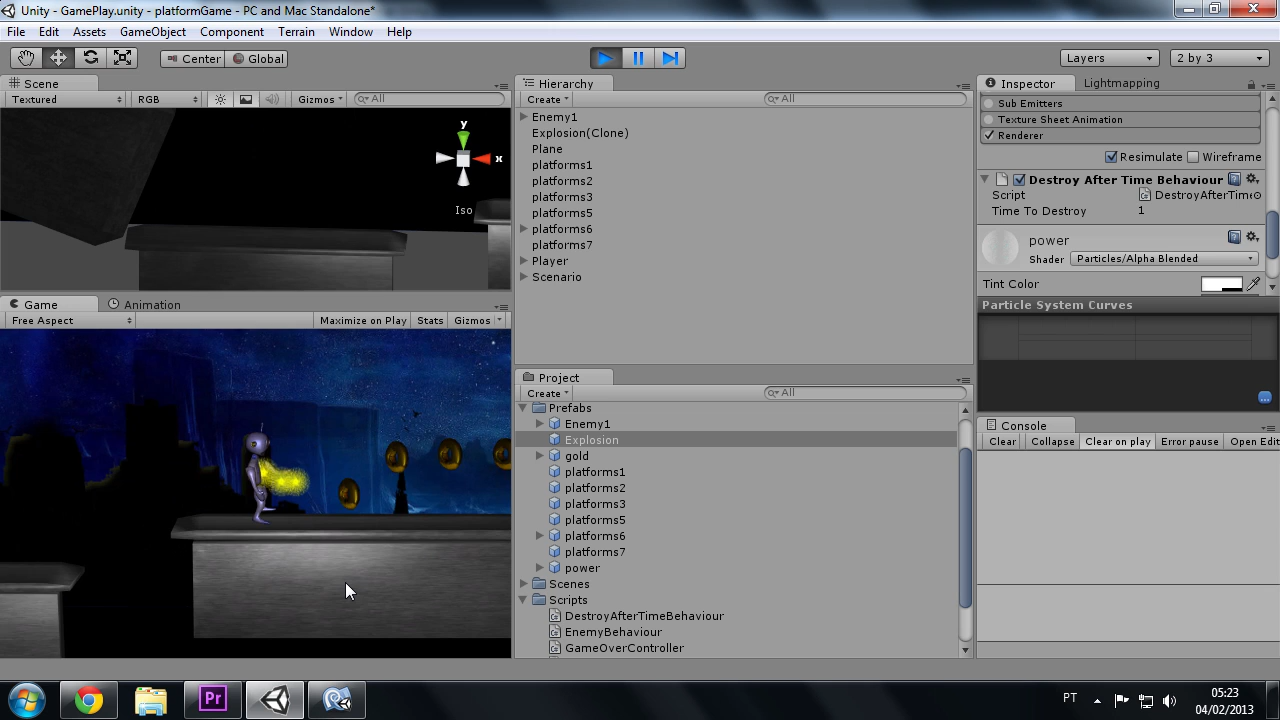 Unity - GamePlay.unity - platformGame - PC and Mac Standalone*
File Edit Assets GameObject Component Terrain Window Help
Center Global Layers 2 by 3
Scene
Textured RGB Gizmos All
y
x
Iso
Game Animation
Free Aspect Maximize on Play Stats Gizmos
Hierarchy
Create All
Enemy1
Explosion(Clone)
Plane
platforms1
platforms2
platforms3
platforms5
platforms6
platforms7
Player
Scenario
Project
Create All
Prefabs
Enemy1
Explosion
gold
platforms1
platforms2
platforms3
platforms5
platforms6
platforms7
power
Scenes
Scripts
DestroyAfterTimeBehaviour
EnemyBehaviour
GameOverController
Inspector Lightmapping
Sub Emitters
Texture Sheet Animation
Renderer
Resimulate Wireframe
Destroy After Time Behaviour
Script DestroyAfterTime
Time To Destroy 1
power
Shader Particles/Alpha Blended
Tint Color
Particle System Curves
Console
Clear Collapse Clear on play Error pause Open Edit
Pr
PT
05:23
04/02/2013